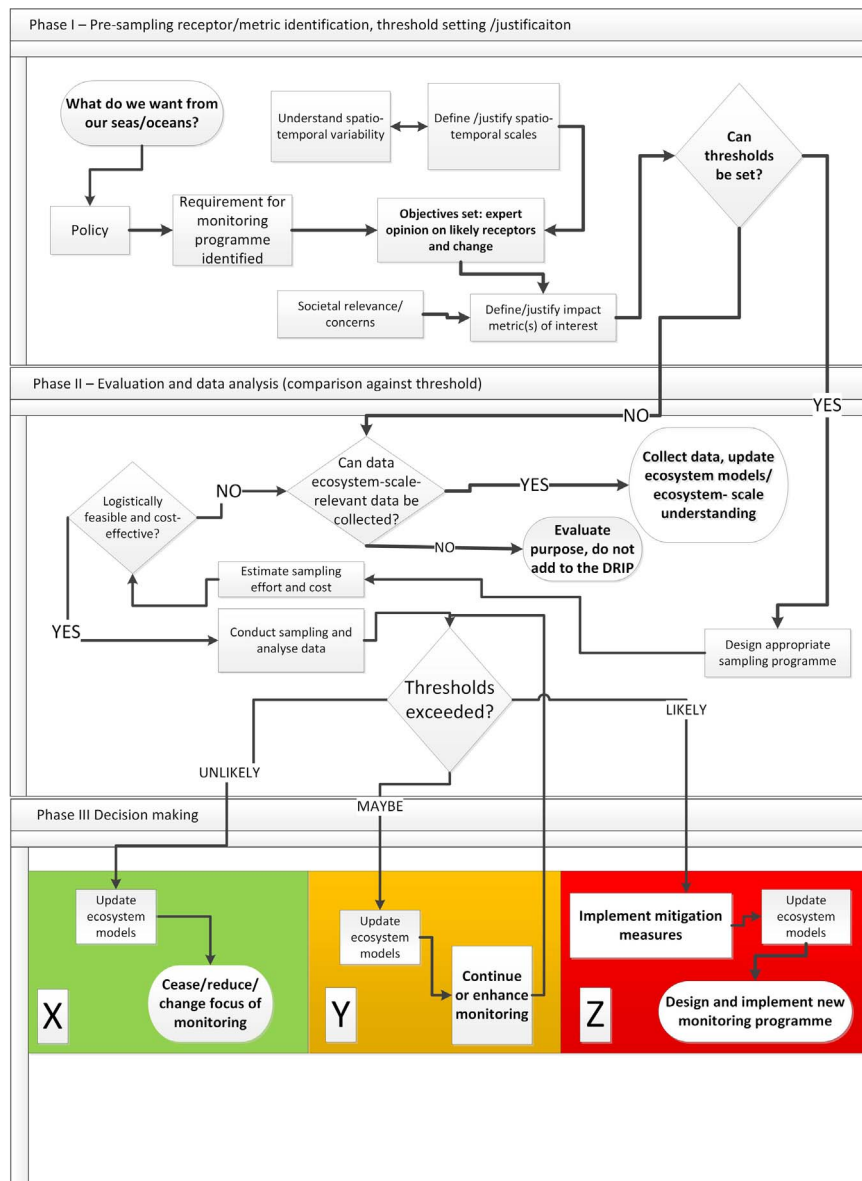 Phase I – Pre-sampling receptor/metric identification, threshold setting /justificaiton
What do we want from
our seas/oceans?
Understand spatio-
temporal variability
Define /justify spatio-
temporal scales
Can
thresholds
be set?
Policy
Requirement for
monitoring
programme
identified
Objectives set: expert
opinion on likely receptors
and change
Societal relevance/
concerns
Define/justify impact
metric(s) of interest
Phase II – Evaluation and data analysis (comparison against threshold)
NO
YES
Can data
ecosystem-scale-
relevant data be
collected?
Collect data, update
ecosystem models/
ecosystem- scale
understanding
YES
Logistically
feasible and cost-
effective?
NO
NO
Evaluate
purpose, do not
add to the DRIP
Estimate sampling
effort and cost
YES
Conduct sampling and
analyse data
Design appropriate
sampling programme
Thresholds
exceeded?
LIKELY
UNLIKELY
MAYBE
Phase III Decision making
Update
ecosystem
models
Cease/reduce/
change focus of
monitoring
X
Update
ecosystem
models
Continue
or enhance
monitoring
Y
Implement mitigation
measures
Update
ecosystem
models
Design and implement new
monitoring programme
Z